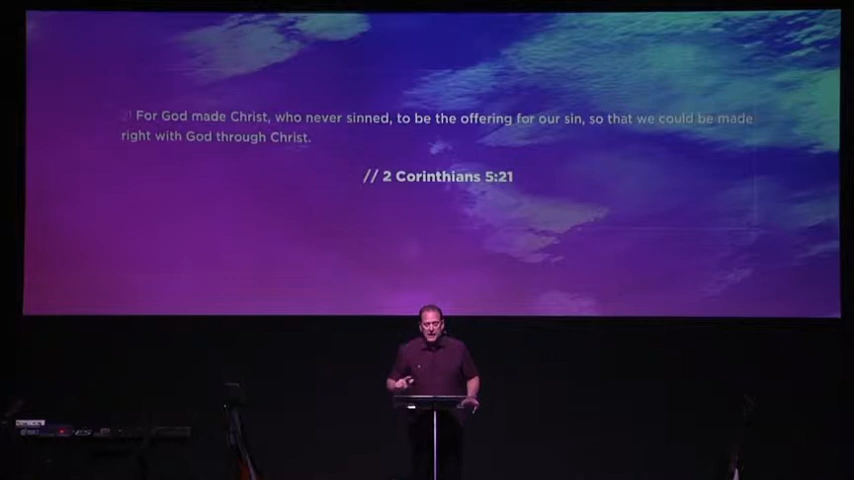 21 For God made Christ, who never sinned, to be the offering for our sin, so that we could be made
right with God through Christ.
// 2 Corinthians 5:21